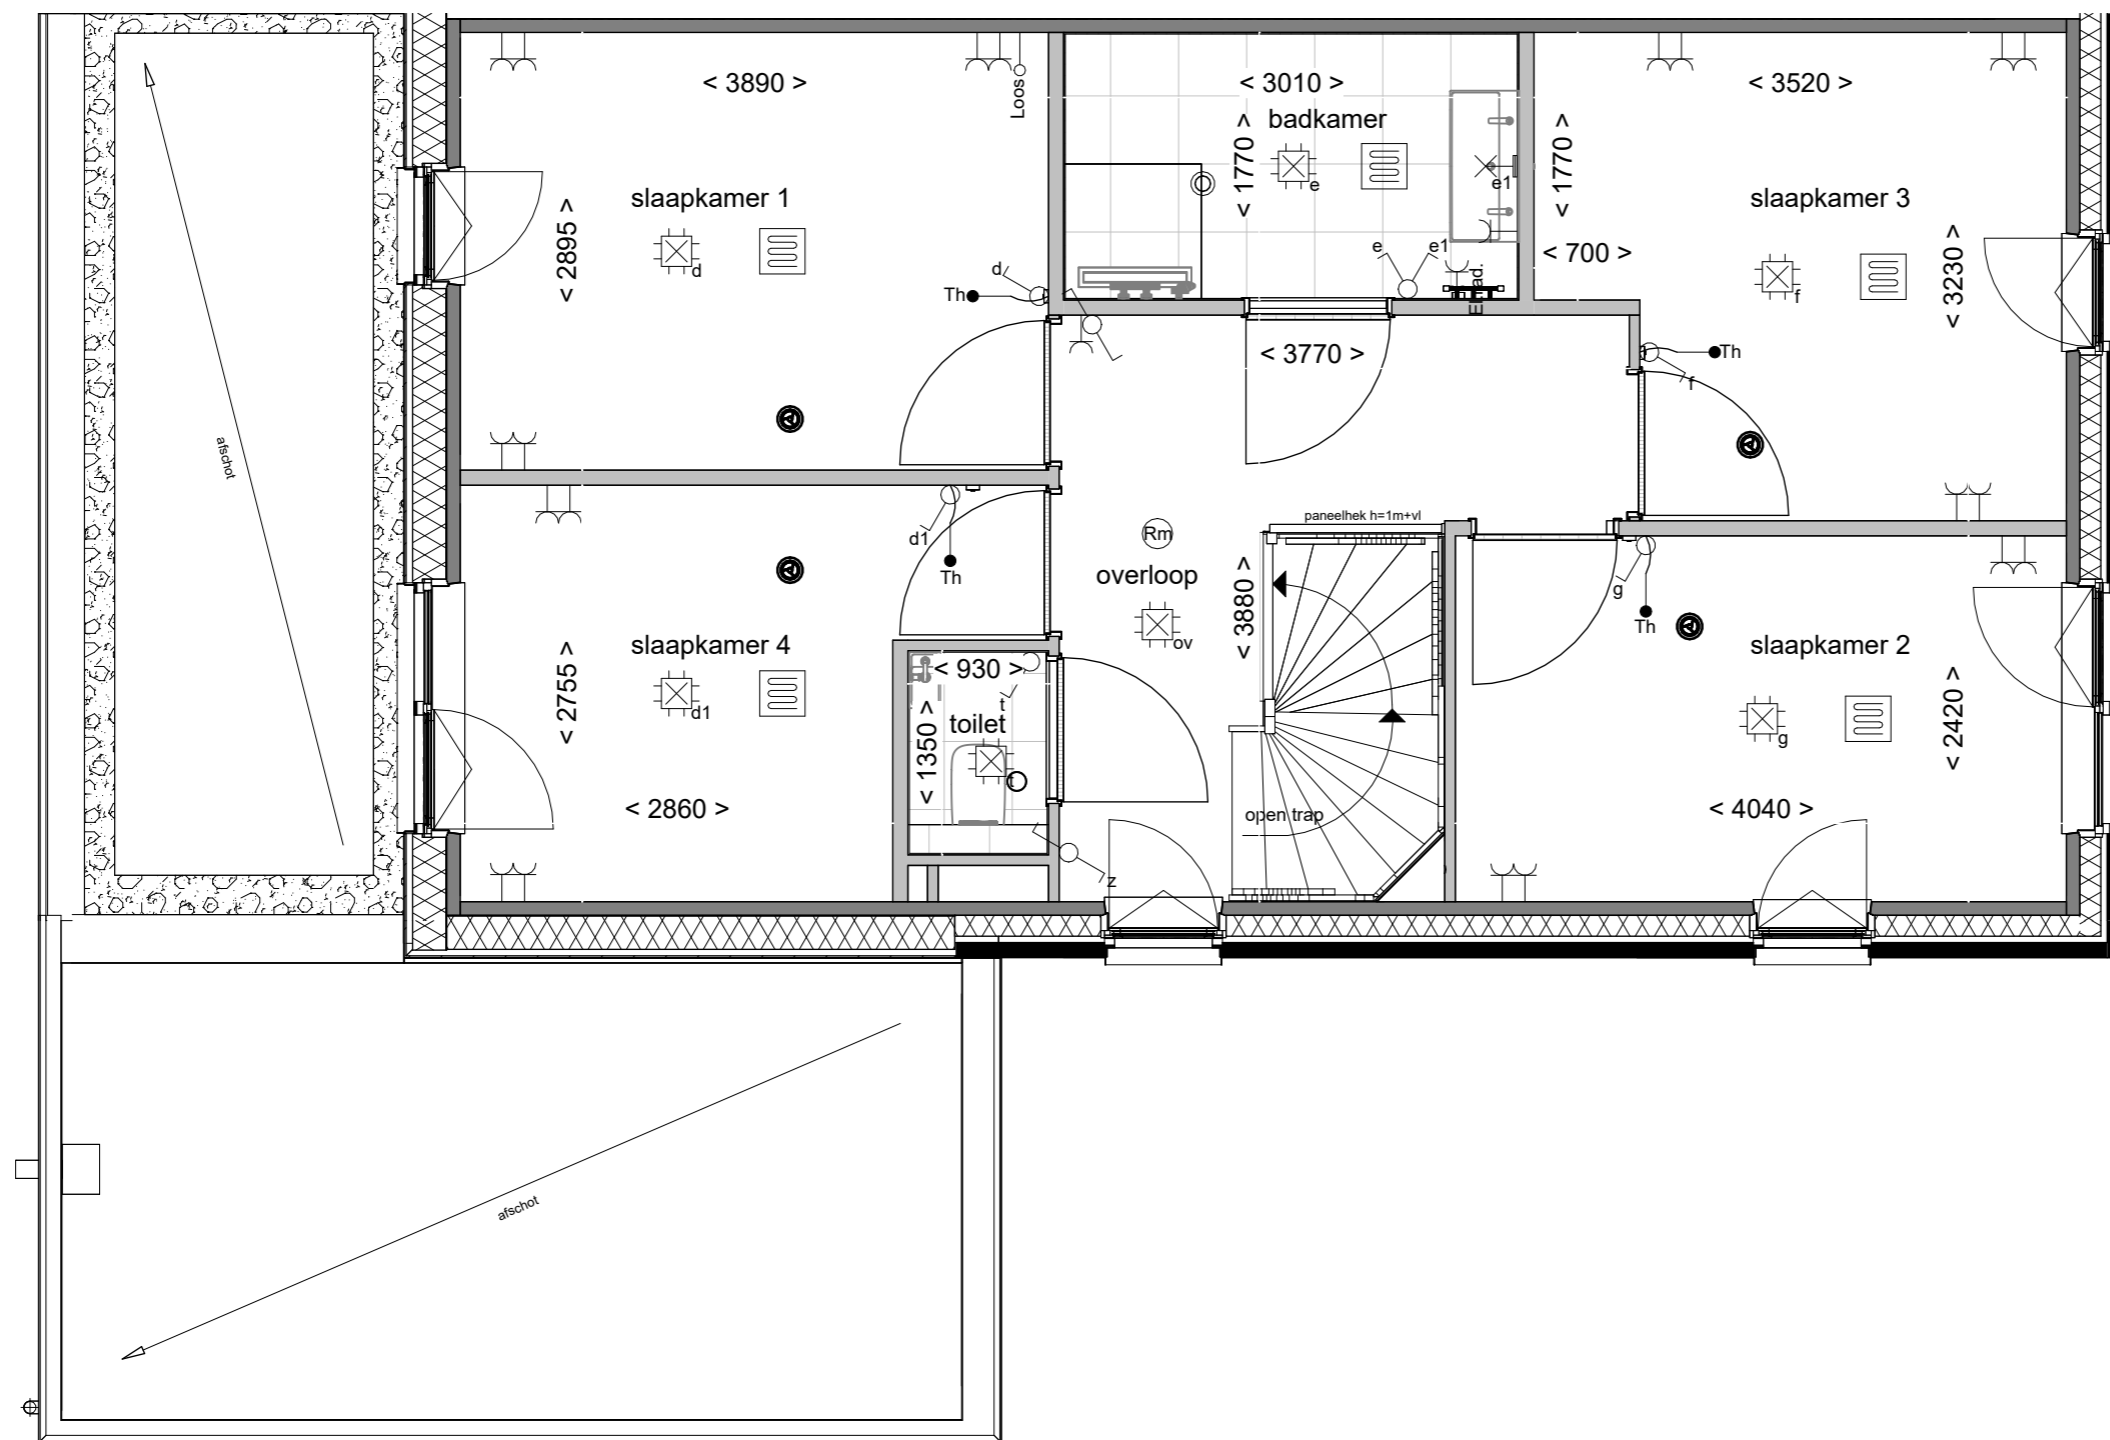 < 3890 >
Loos
< 3010 >
badkamer
< 1770 >
e
e1
e
e1
< 1770 >
< 700 >
< 3520 >
slaapkamer 3
f
< 3230 >
slaapkamer 1
< 2895 >
d
d
Th
< 3770 >
Th
f
afschot
d1
Th
Rm
overloop
ov
paneelhek h=1m+vl
< 3880 >
g
Th
slaapkamer 2
g
< 2420 >
< 4040 >
slaapkamer 4
< 2755 >
d1
< 2860 >
< 930 >
t
toilet
< 1350 >
t
open trap
z
afschot